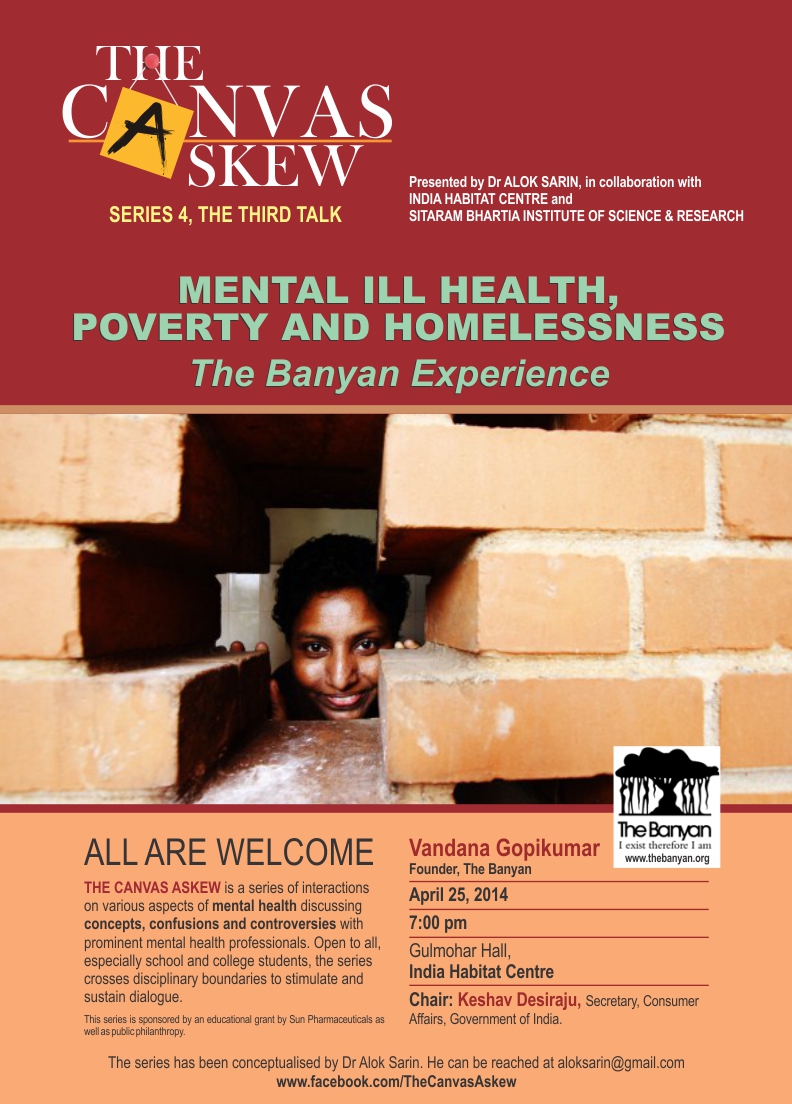 THE
CANVAS
ASKEW
SERIES 4, THE THIRD TALK
Presented by Dr ALOK SARIN, in collaboration with
INDIA HABITAT CENTRE and
SITARAM BHARTIA INSTITUTE OF SCIENCE & RESEARCH
MENTAL ILL HEALTH,
POVERTY AND HOMELESSNESS
The Banyan Experience
The Banyan
I exist therefore I am
www.thebanyan.org
ALL ARE WELCOME
THE CANVAS ASKEW is a series of interactions
on various aspects of mental health discussing
concepts, confusions and controversies with
prominent mental health professionals. Open to all,
especially school and college students, the series
crosses disciplinary boundaries to stimulate and
sustain dialogue.
This series is sponsored by an educational grant by Sun Pharmaceuticals as
well as public philanthropy.
Vandana Gopikumar
Founder, The Banyan
April 25, 2014
7:00 pm
Gulmohar Hall,
India Habitat Centre
Chair: Keshav Desiraju, Secretary, Consumer
Affairs, Government of India.
The series has been conceptualised by Dr Alok Sarin. He can be reached at aloksarin@gmail.com
www.facebook.com/TheCanvasAskew